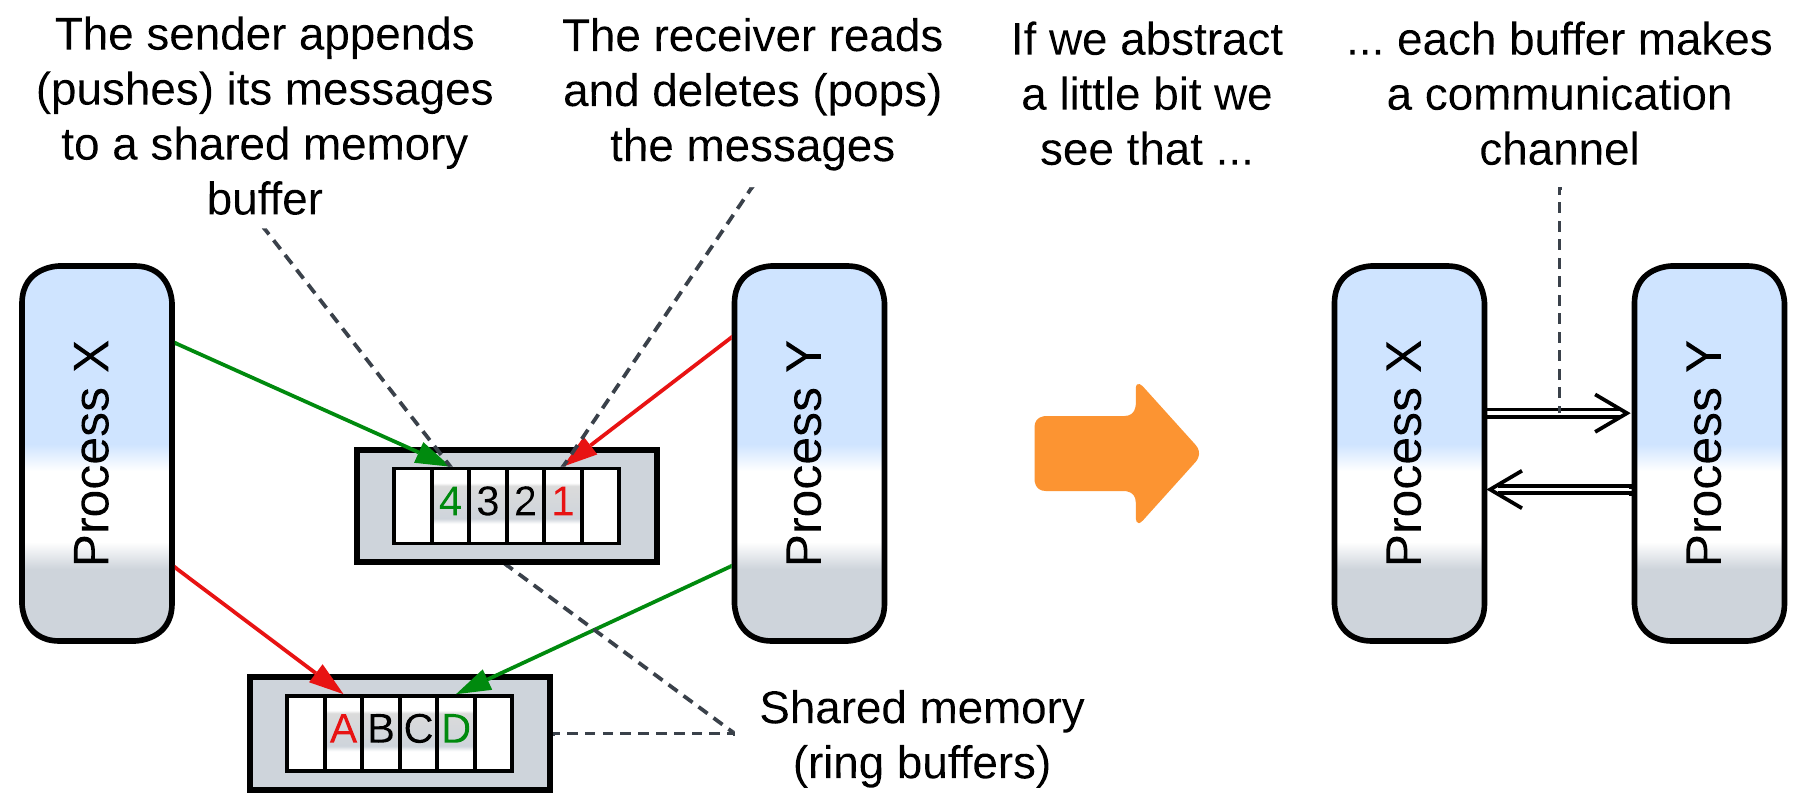 The sender appends
(pushes) its messages
to a shared memory
buffer
The receiver reads
and deletes (pops)
the messages
If we abstract
a little bit we
see that ...
... each buffer makes
a communication
channel
Process X
4 3 2 1
Process Y
A B C D
Shared memory
(ring buffers)
Process X
Process Y